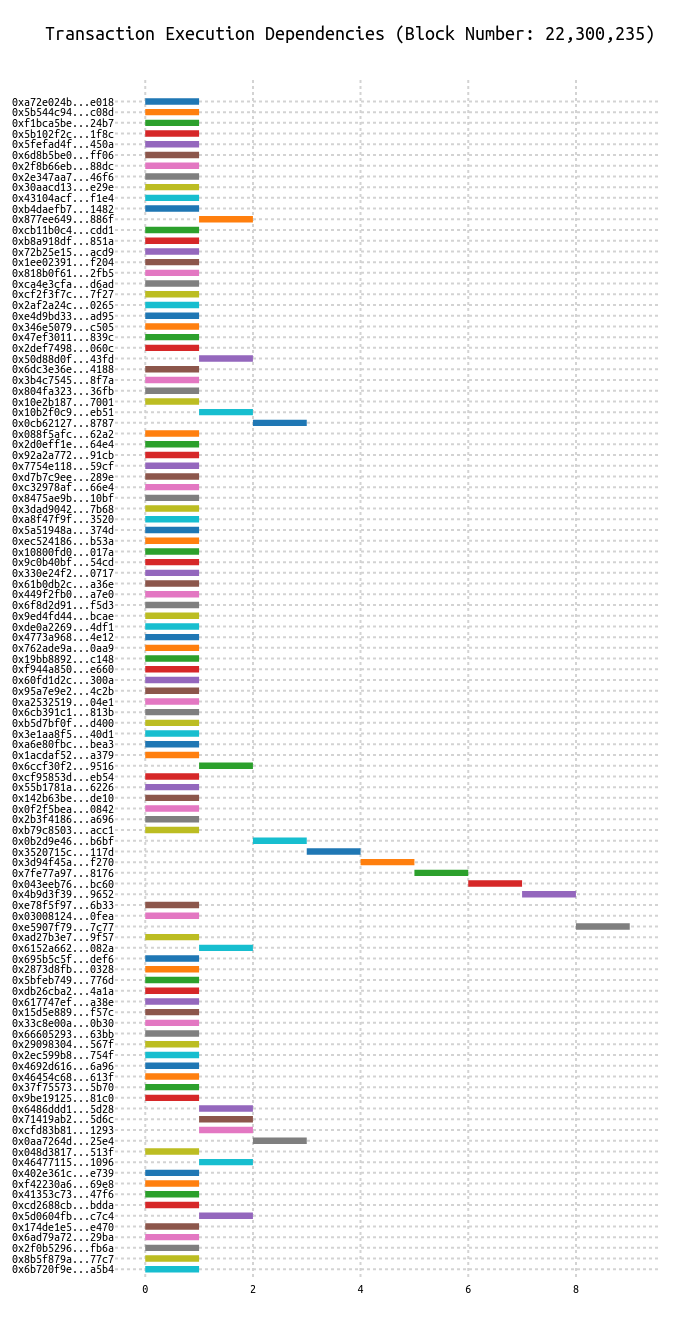 Transaction Execution Dependencies (Block Number: 22,300,235)
0xa72e024b...e018
0x5b544c94...c08d
0xf1bca5be...24b7
0x5b102f2c...1f8c
0x5fefad4f...450a
0x6d8b5be0...ff06
0x2f8b66eb...88dc
0x2e347aa7...46f6
0x30aacd13...e29e
0x43104acf...f1e4
0xb4daefb7...1482
0x877ee649...886f
0xcb11b0c4...cdd1
0xb8a918df...851a
0x72b25e15...acd9
0x1ee02391...f204
0x818b0f61...2fb5
0xca4e3cfa...d6ad
0xcf2f3f7c...7f27
0x2af2a24c...0265
0xe4d9bd33...ad95
0x346e5079...c505
0x47ef3011...839c
0x2def7498...060c
0x50d88d0f...43fd
0x6dc3e36e...4188
0x3b4c7545...8f7a
0x804fa323...36fb
0x10e2b187...7001
0x10b2f0c9...eb51
0x0cb62127...8787
0x088f5afc...62a2
0x2d0eff1e...64e4
0x92a2a772...91cb
0x7754e118...59cf
0xd7b7c9ee...289e
0xc32978af...66e4
0x8475ae9b...10bf
0x3dad9042...7b68
0xa8f47f9f...3520
0x5a51948a...374d
0xec524186...b53a
0x10800fd0...017a
0x9c0b40bf...54cd
0x330e24f2...0717
0x61b0db2c...a36e
0x449f2fb0...a7e0
0x6f8d2d91...f5d3
0x9ed4fd44...bcae
0xde0a2269...4df1
0x4773a968...4e12
0x762ade9a...0aa9
0x19bb8892...c148
0xf944a850...e660
0x60fd1d2c...300a
0x95a7e9e2...4c2b
0xa2532519...04e1
0x6cb391c1...813b
0xb5d7bf0f...d400
0x3e1aa8f5...40d1
0xa6e80fbc...bea3
0x1acdaf52...a379
0x6ccf30f2...9516
0xcf95853d...eb54
0x55b1781a...6226
0x142b63be...de10
0x0f2f5bea...0842
0x2b3f4186...a696
0xb79c8503...acc1
0x0b2d9e46...b6bf
0x3520715c...117d
0x3d94f45a...f270
0x7fe77a97...8176
0x043eeb76...bc60
0x4b9d3f39...9652
0xe78f5f97...6b33
0x03008124...0fea
0xe5907f79...7c77
0xad27b3e7...9f57
0x6152a662...082a
0x695b5c5f...def6
0x2873d8fb...0328
0x5bfeb749...776d
0xdb26cba2...4a1a
0x617747ef...a38e
0x15d5e889...f57c
0x33c8e00a...0b30
0x66605293...63bb
0x29098304...567f
0x2ec599b8...754f
0x4692d616...6a96
0x46454c68...613f
0x37f75573...5b70
0x9be19125...81c0
0x6486ddd1...5d28
0x71419ab2...5d6c
0xcfd83b81...1293
0x0aa7264d...25e4
0x048d3817...513f
0x46477115...1096
0x402e361c...e739
0xf42230a6...69e8
0x41353c73...47f6
0xcd2688cb...bdda
0x5d0604fb...c7c4
0x174de1e5...e470
0x6ad79a72...29ba
0x2f0b5296...fb6a
0x8b5f879a...77c7
0x6b720f9e...a5b4
0 2 4 6 8